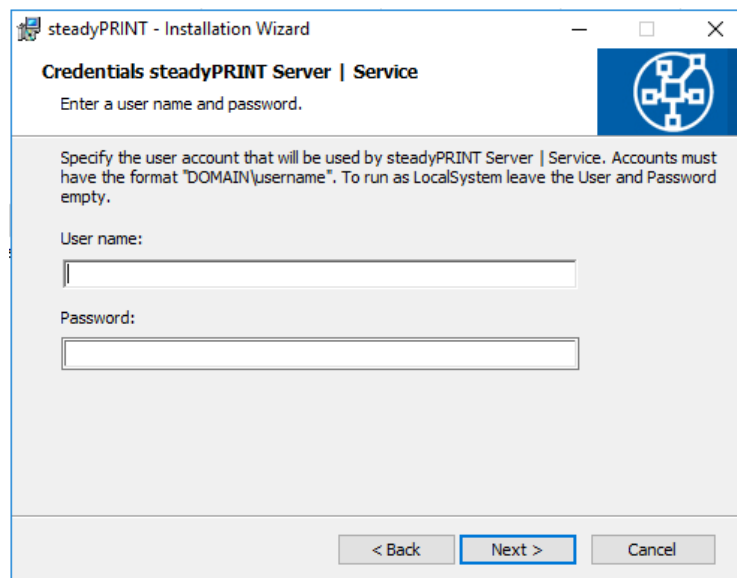 steadyPRINT - Installation Wizard
Credentials steadyPRINT Server | Service
Enter a user name and password.
Specify the user account that will be used by steadyPRINT Server | Service. Accounts must
have the format "DOMAIN\username". To run as LocalSystem leave the User and Password
empty.
User name:
Password:
< Back Next > Cancel